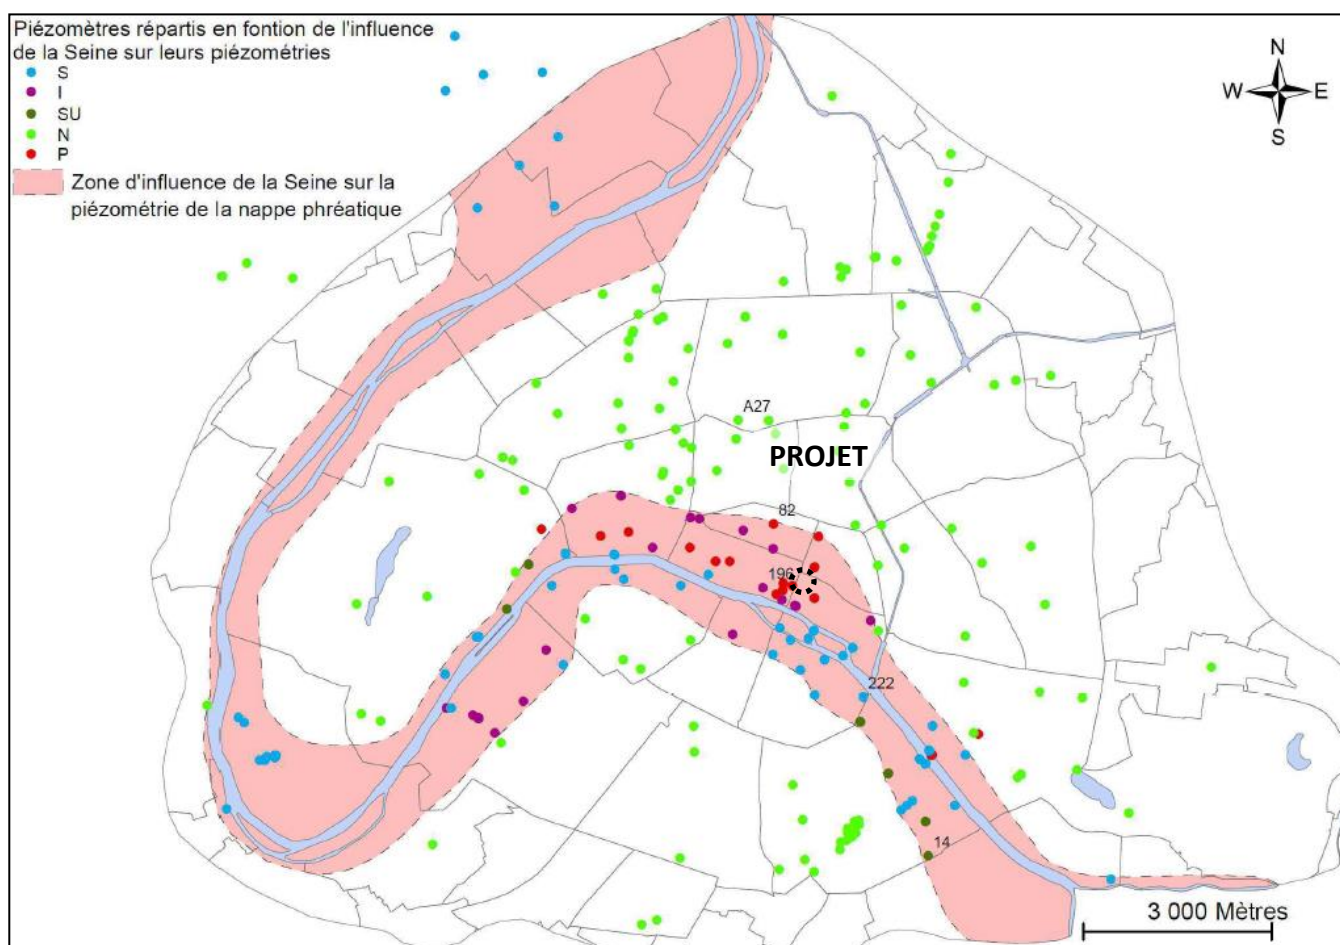 Piézomètres répartis en fontion de l'influence
de la Seine sur leurs piézométries
S
I
SU
N
P
Zone d'influence de la Seine sur la
piézométrie de la nappe phréatique
N
W E
S
A27
PROJET
82
196
222
14
3 000 Mètres